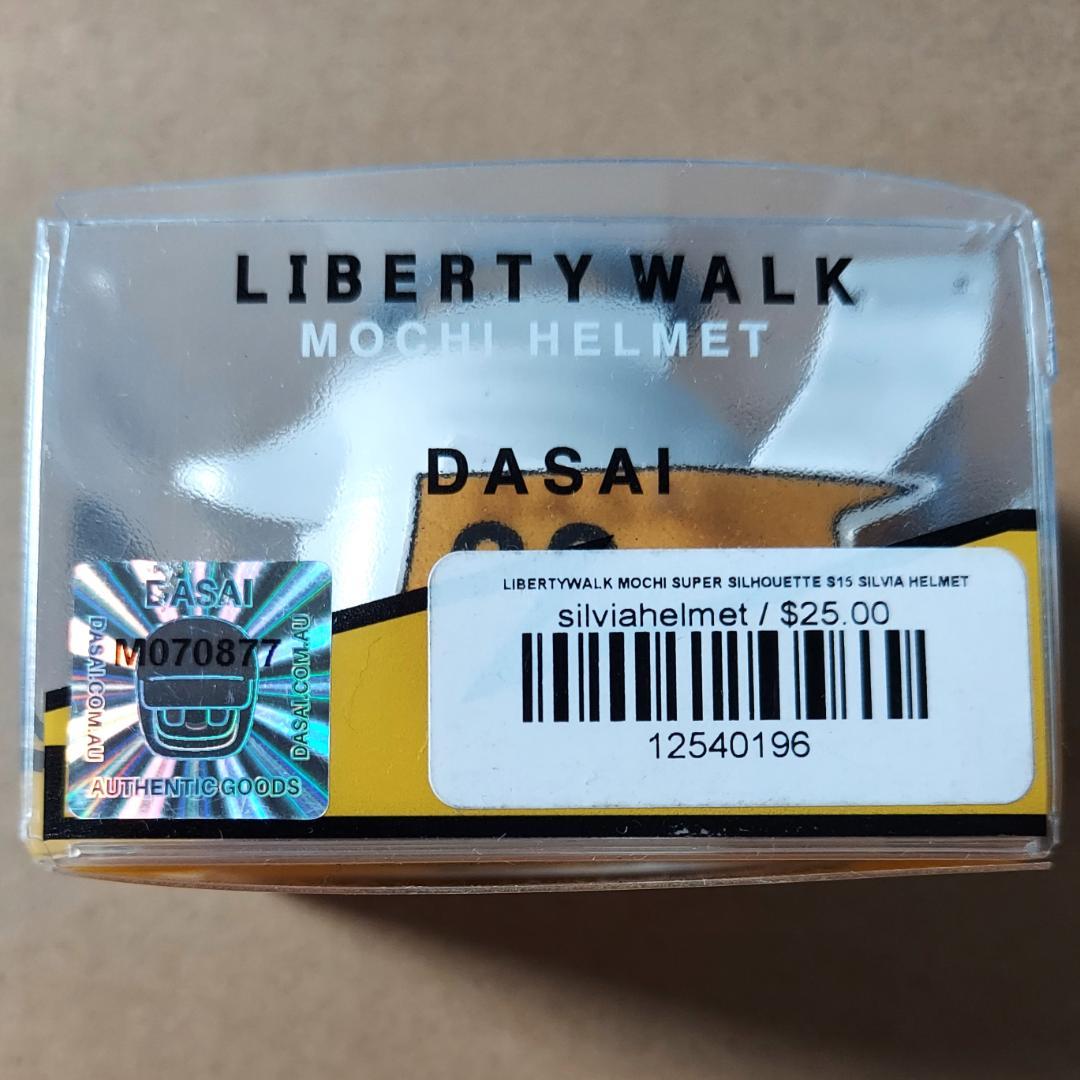 LIBERTY WALK
MOCHI HELMET
DASAI
DASAI
DASAI.COM.AU
M070877
DASAI.COM.AU
AUTHENTIC GOODS
LIBERTYWALK MOCHI SUPER SILHOUETTE S15 SILVIA HELMET
silviahelmet / $25.00
12540196